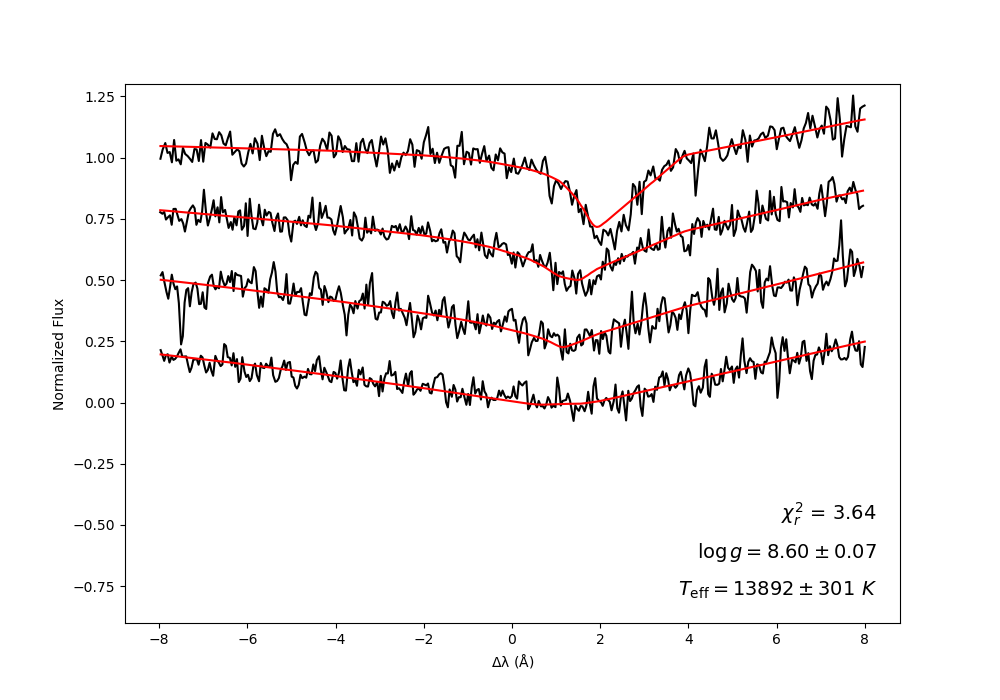 1.25
1.00
0.75
0.50
0.25
0.00
−0.25
−0.50
−0.75
Normalized Flux
χ²ᵣ = 3.64
log g = 8.60 ± 0.07
T_eff = 13892 ± 301 K
−8 −6 −4 −2 0 2 4 6 8
Δλ (Å)